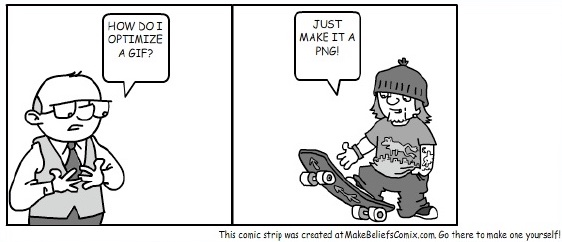 HOW DO I
OPTIMIZE
A GIF?
JUST
MAKE IT A
PNG!
This comic strip was created at MakeBeliefsComix.com. Go there to make one yourself!